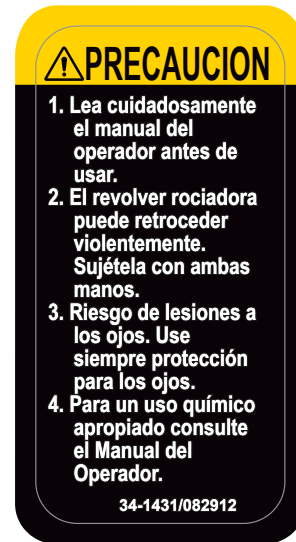 PRECAUCION
1. Lea cuidadosamente
el manual del
operador antes de
usar.
2. El revolver rociadora
puede retroceder
violentemente.
Sujétela con ambas
manos.
3. Riesgo de lesiones a
los ojos. Use
siempre protección
para los ojos.
4. Para un uso químico
apropiado consulte
el Manual del
Operador.
34-1431/082912